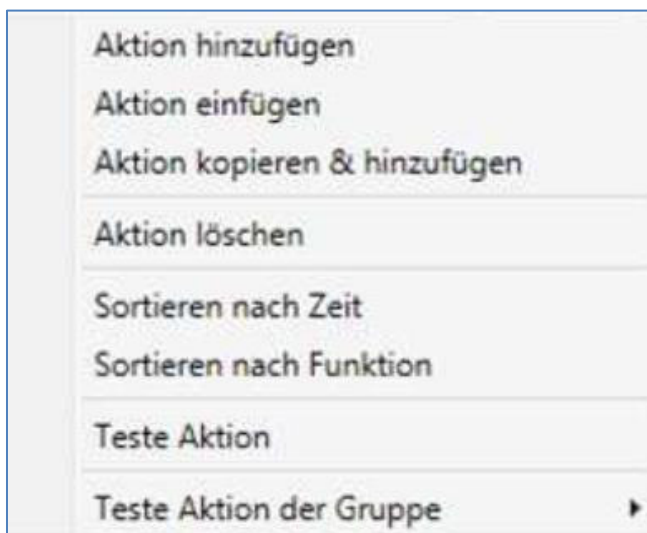 Aktion hinzufügen
Aktion einfügen
Aktion kopieren & hinzufügen
Aktion löschen
Sortieren nach Zeit
Sortieren nach Funktion
Teste Aktion
Teste Aktion der Gruppe